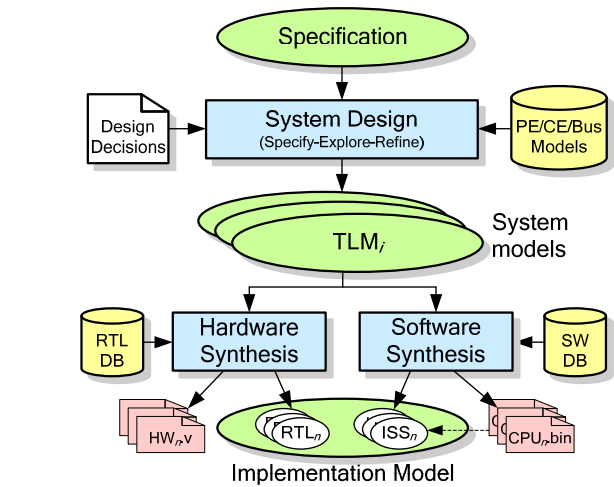 Specification
System Design
(Specify-Explore-Refine)
Design
Decisions
PE/CE/Bus
Models
TLMi
System
models
RTL
DB
Hardware
Synthesis
Software
Synthesis
SW
DB
HWn.v
RTLn
ISSn
CPUn.bin
Implementation Model